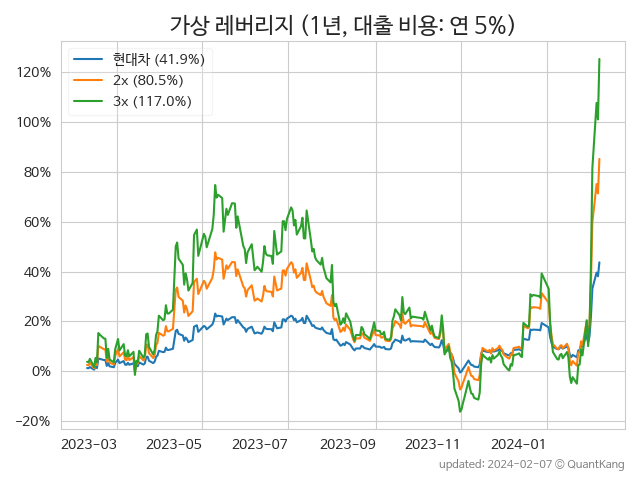 가상 레버리지 (1년, 대출 비용: 연 5%)
현대차 (41.9%)
2x (80.5%)
3x (117.0%)
120%
100%
80%
60%
40%
20%
0%
−20%
2023-03
2023-05
2023-07
2023-09
2023-11
2024-01
updated: 2024-02-07 © QuantKang